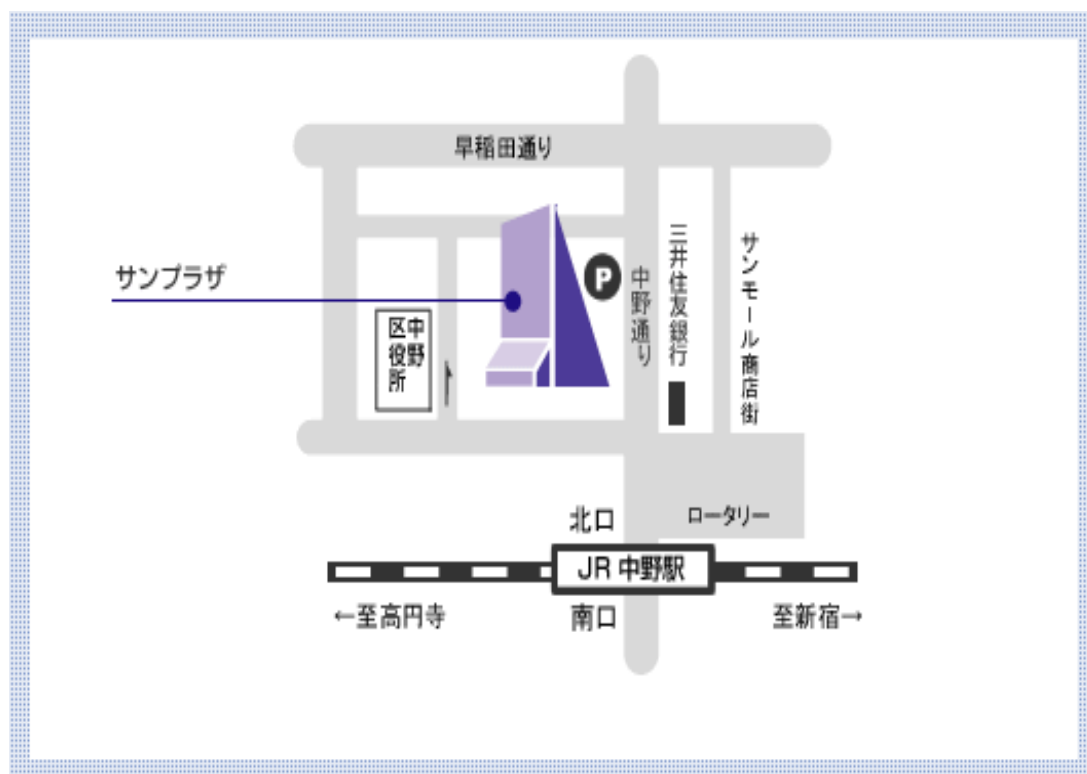 早稲田通り
サンプラザ
中野
区役所
P
中野通り
三井住友銀行
サンモール商店街
北口
ロータリー
JR 中野駅
←至高円寺
南口
至新宿→